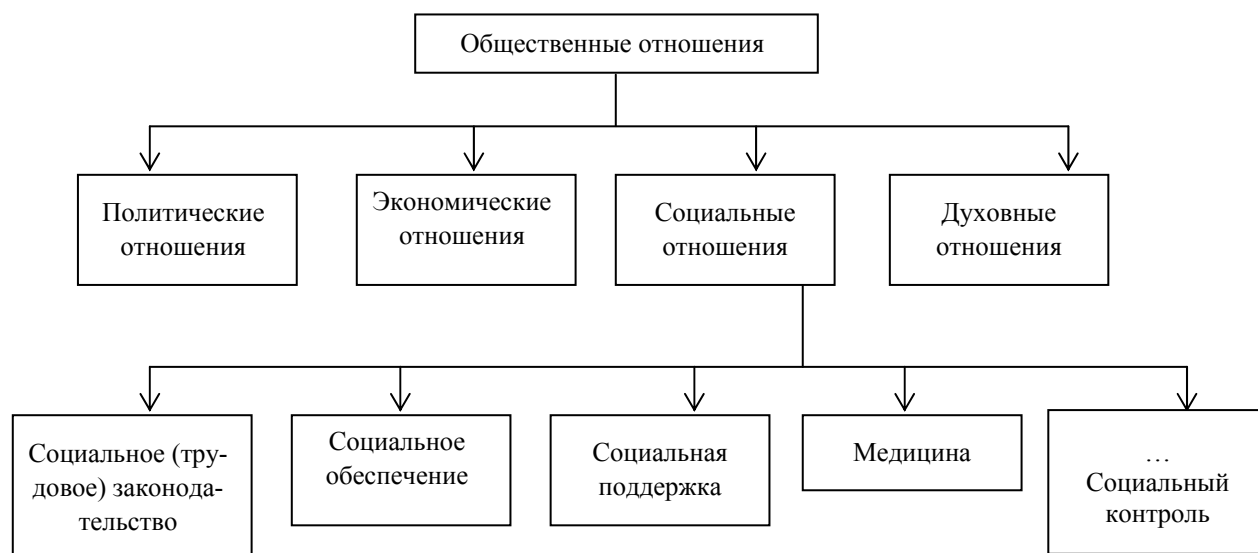 Общественные отношения
Политические
отношения
Экономические
отношения
Социальные
отношения
Духовные
отношения
Социальное (тру-
довое) законода-
тельство
Социальное
обеспечение
Социальная
поддержка
Медицина
…
Социальный
контроль